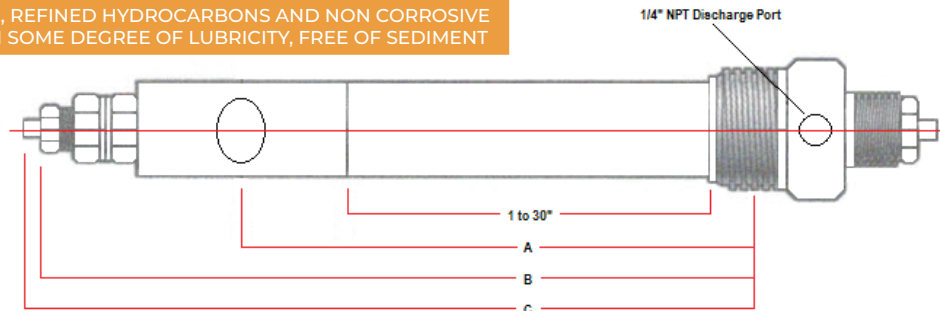 , REFINED HYDROCARBONS AND NON CORROSIVE
SOME DEGREE OF LUBRICITY, FREE OF SEDIMENT
1/4" NPT Discharge Port
1 to 30"
A
B
C